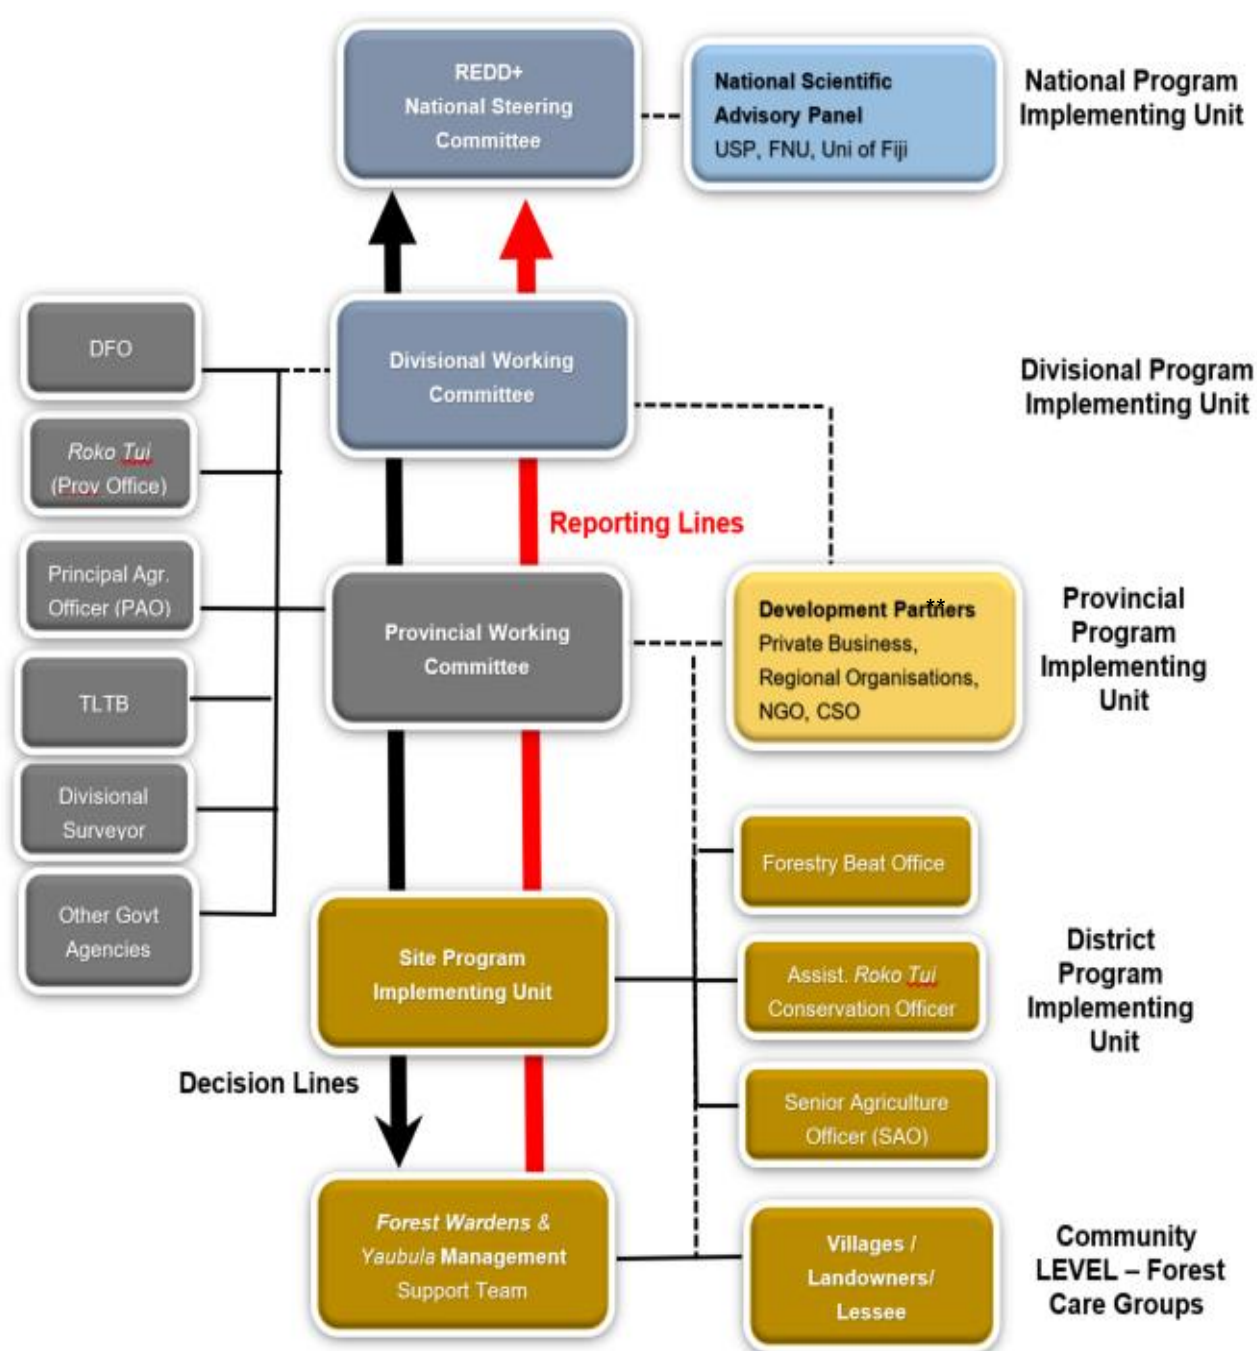 REDD+
National Steering
Committee
National Scientific
Advisory Panel
USP, FNU, Uni of Fiji
National Program
Implementing Unit
DFO
Divisional Working
Committee
Divisional Program
Implementing Unit
Roko Tui
(Prov Office)
Reporting Lines
Principal Agr.
Officer (PAO)
Provincial Working
Committee
Development Partners
**
Private Business,
Regional Organisations,
NGO, CSO
Provincial
Program
Implementing
Unit
TLTB
Divisional
Surveyor
Other Govt
Agencies
Site Program
Implementing Unit
Forestry Beat Office
Assist. Roko Tui
Conservation Officer
Senior Agriculture
Officer (SAO)
District
Program
Implementing
Unit
Decision Lines
Forest Wardens &
Yaubula Management
Support Team
Villages /
Landowners/
Lessee
Community
LEVEL – Forest
Care Groups